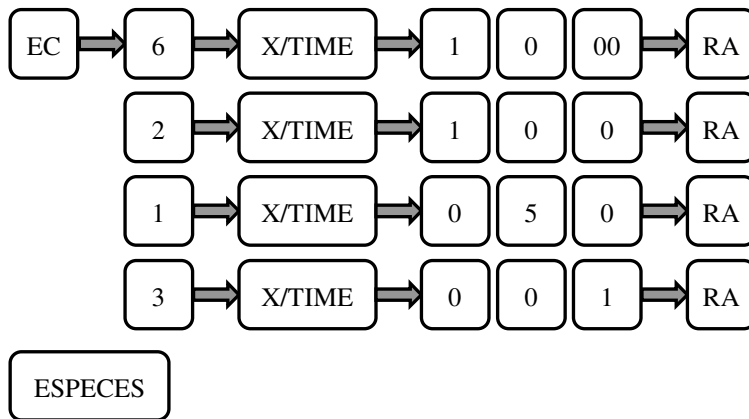 EC 6 X/TIME 1 0 00 RA
2 X/TIME 1 0 0 RA
1 X/TIME 0 5 0 RA
3 X/TIME 0 0 1 RA
ESPECES